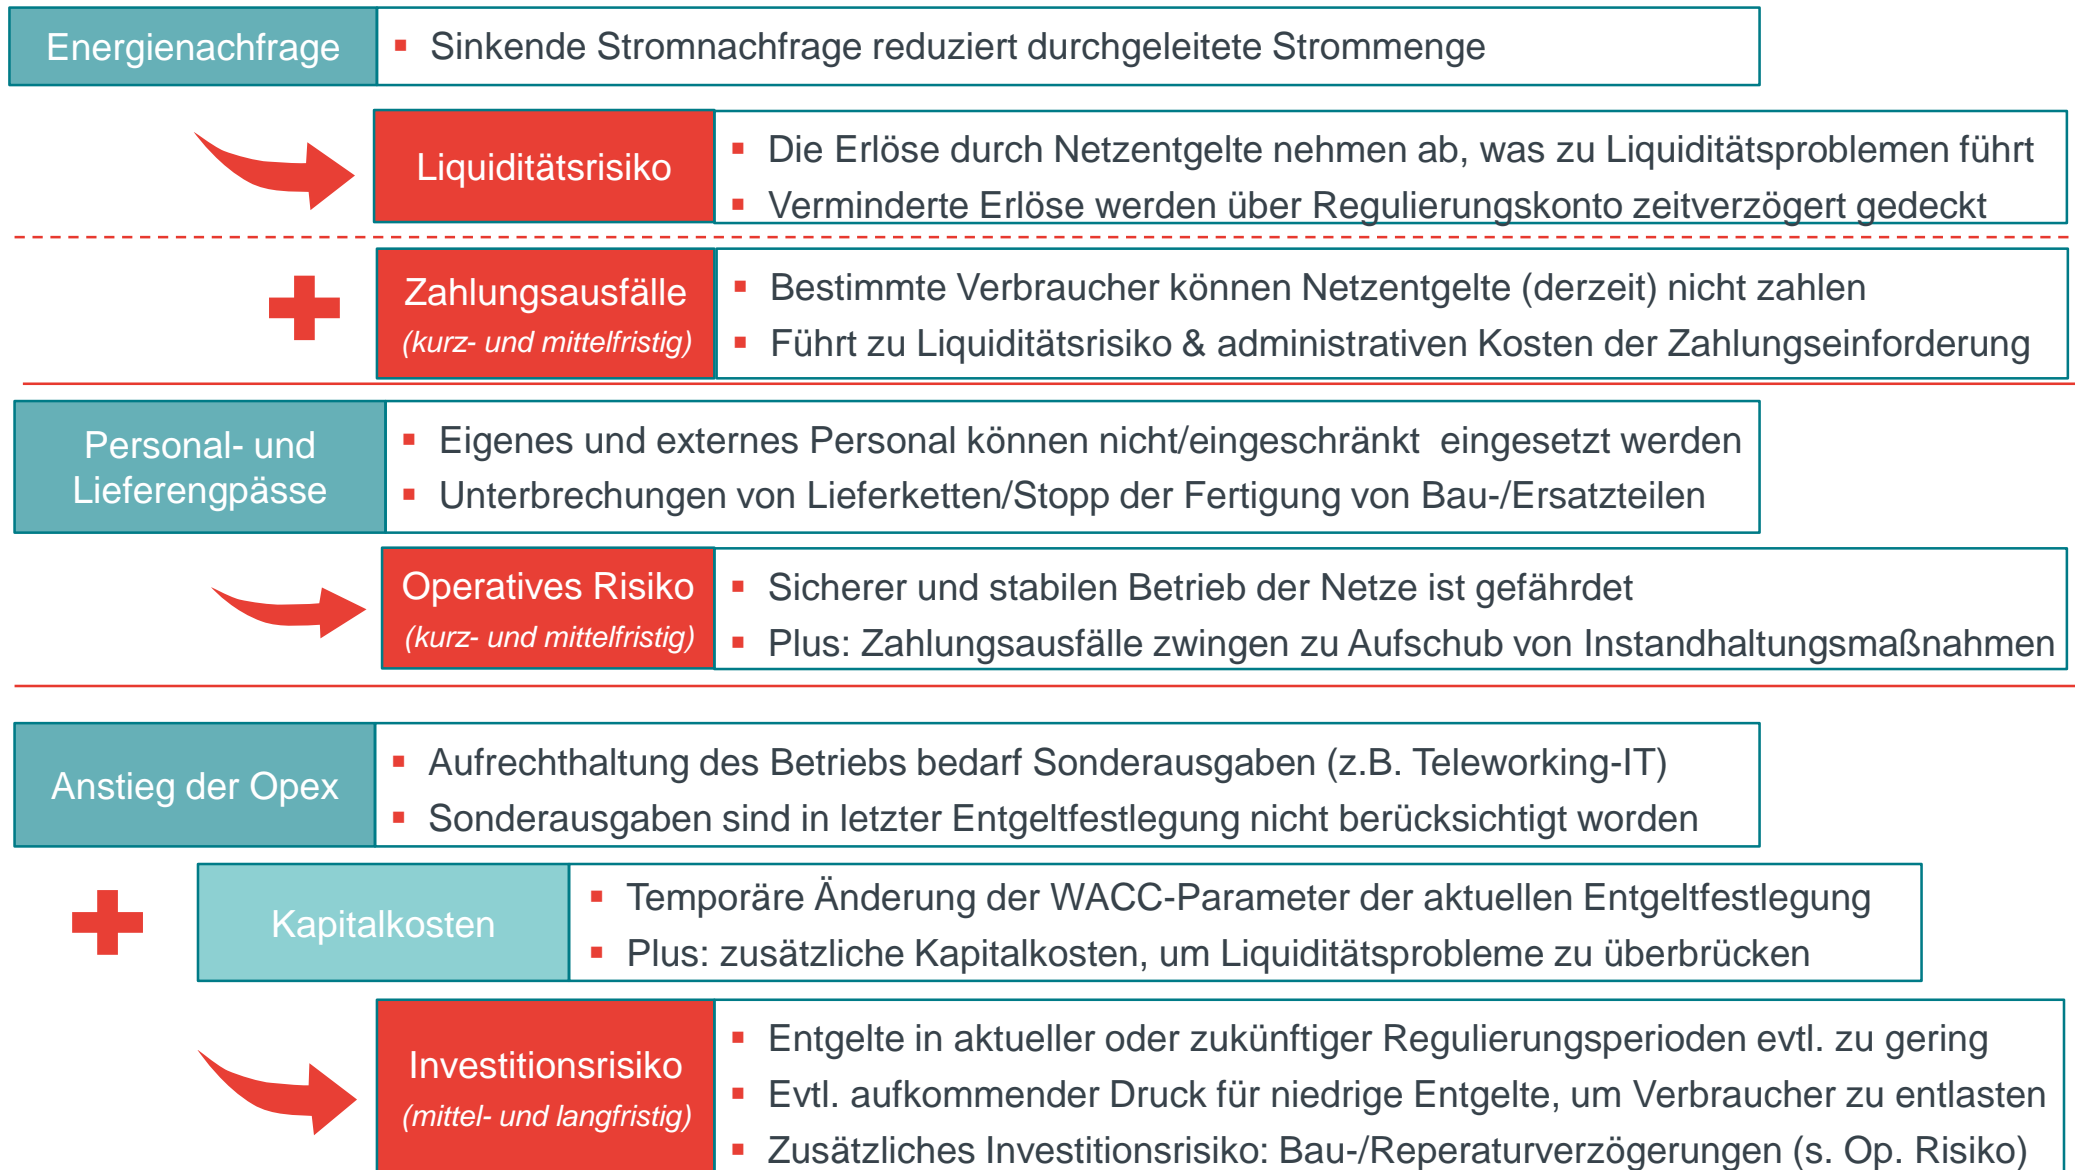 Energienachfrage
▪ Sinkende Stromnachfrage reduziert durchgeleitete Strommenge
Liquiditätsrisiko
▪ Die Erlöse durch Netzentgelte nehmen ab, was zu Liquiditätsproblemen führt
▪ Verminderte Erlöse werden über Regulierungskonto zeitverzögert gedeckt
Zahlungsausfälle
(kurz- und mittelfristig)
▪ Bestimmte Verbraucher können Netzentgelte (derzeit) nicht zahlen
▪ Führt zu Liquiditätsrisiko & administrativen Kosten der Zahlungseinforderung
Personal- und
Lieferengpässe
▪ Eigenes und externes Personal können nicht/eingeschränkt eingesetzt werden
▪ Unterbrechungen von Lieferketten/Stopp der Fertigung von Bau-/Ersatzteilen
Operatives Risiko
(kurz- und mittelfristig)
▪ Sicherer und stabilen Betrieb der Netze ist gefährdet
▪ Plus: Zahlungsausfälle zwingen zu Aufschub von Instandhaltungsmaßnahmen
Anstieg der Opex
▪ Aufrechthaltung des Betriebs bedarf Sonderausgaben (z.B. Teleworking-IT)
▪ Sonderausgaben sind in letzter Entgeltfestlegung nicht berücksichtigt worden
Kapitalkosten
▪ Temporäre Änderung der WACC-Parameter der aktuellen Entgeltfestlegung
▪ Plus: zusätzliche Kapitalkosten, um Liquiditätsprobleme zu überbrücken
Investitionsrisiko
(mittel- und langfristig)
▪ Entgelte in aktueller oder zukünftiger Regulierungsperioden evtl. zu gering
▪ Evtl. aufkommender Druck für niedrige Entgelte, um Verbraucher zu entlasten
▪ Zusätzliches Investitionsrisiko: Bau-/Reperaturverzögerungen (s. Op. Risiko)